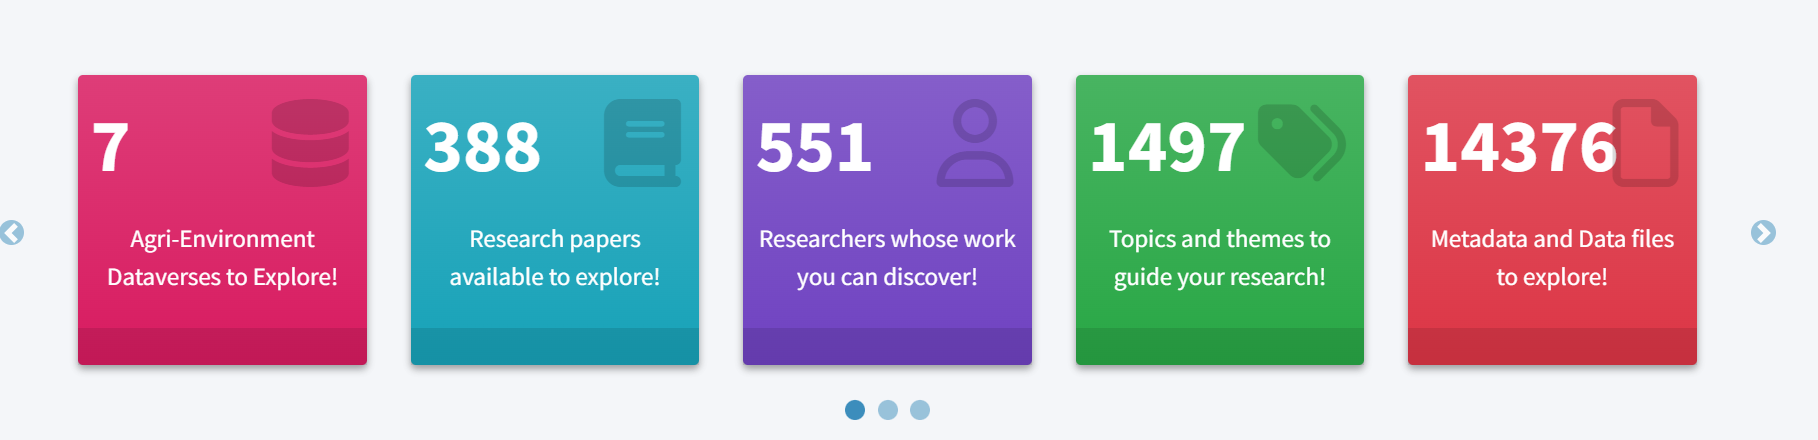 7
Agri-Environment
Dataverses to Explore!
388
Research papers
available to explore!
551
Researchers whose work
you can discover!
1497
Topics and themes to
guide your research!
14376
Metadata and Data files
to explore!